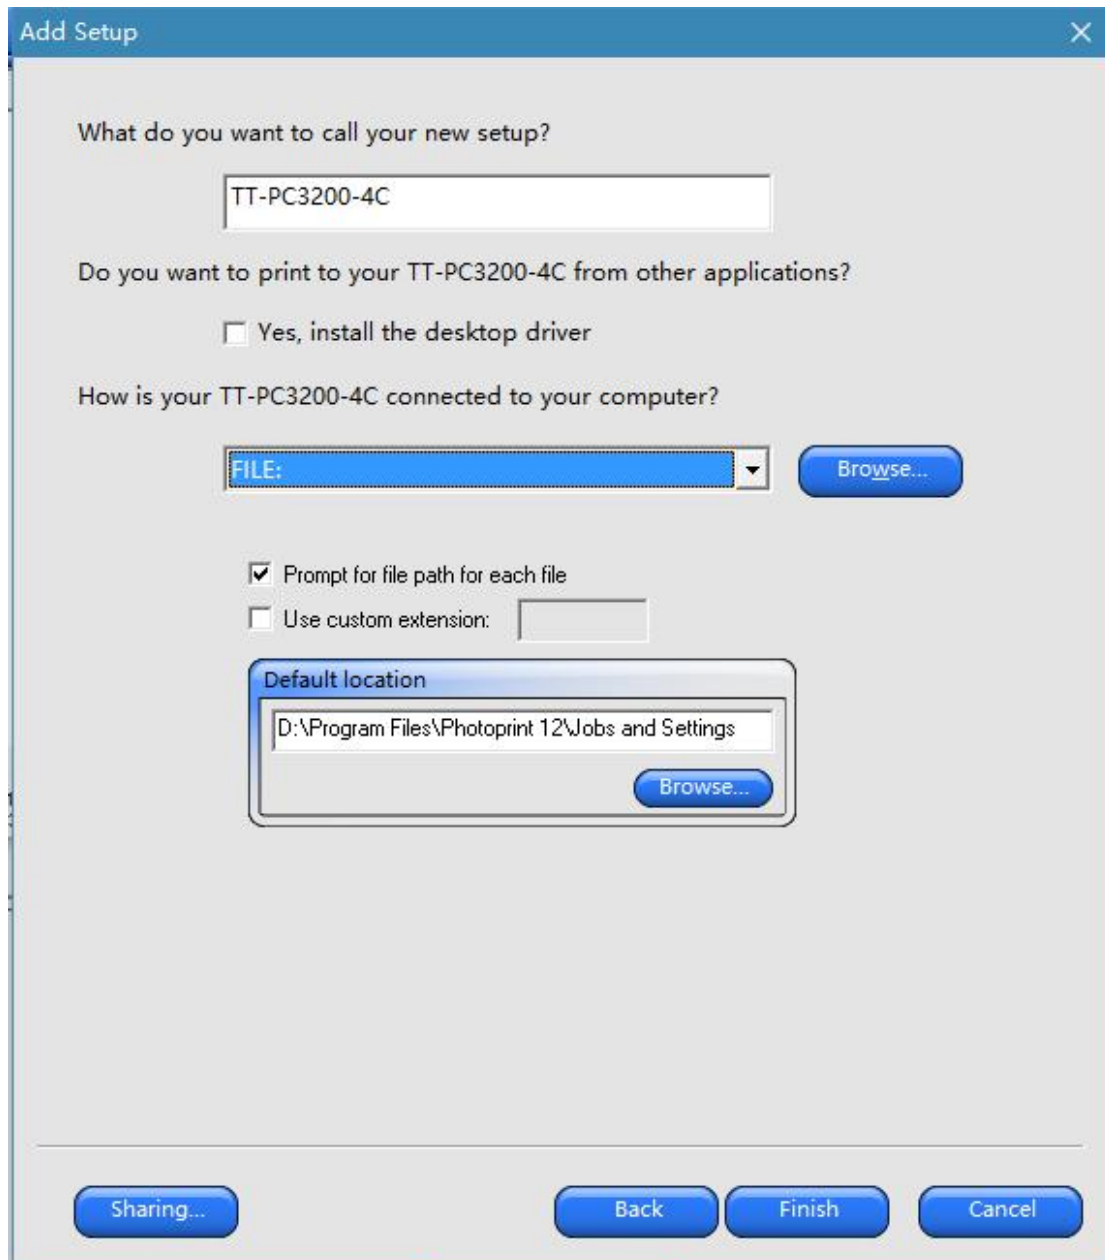 Add Setup
What do you want to call your new setup?
TT-PC3200-4C
Do you want to print to your TT-PC3200-4C from other applications?
Yes, install the desktop driver
How is your TT-PC3200-4C connected to your computer?
FILE:
Browse...
Prompt for file path for each file
Use custom extension:
Default location
D:\Program Files\Photoprint 12\Jobs and Settings
Browse...
Sharing...
Back
Finish
Cancel